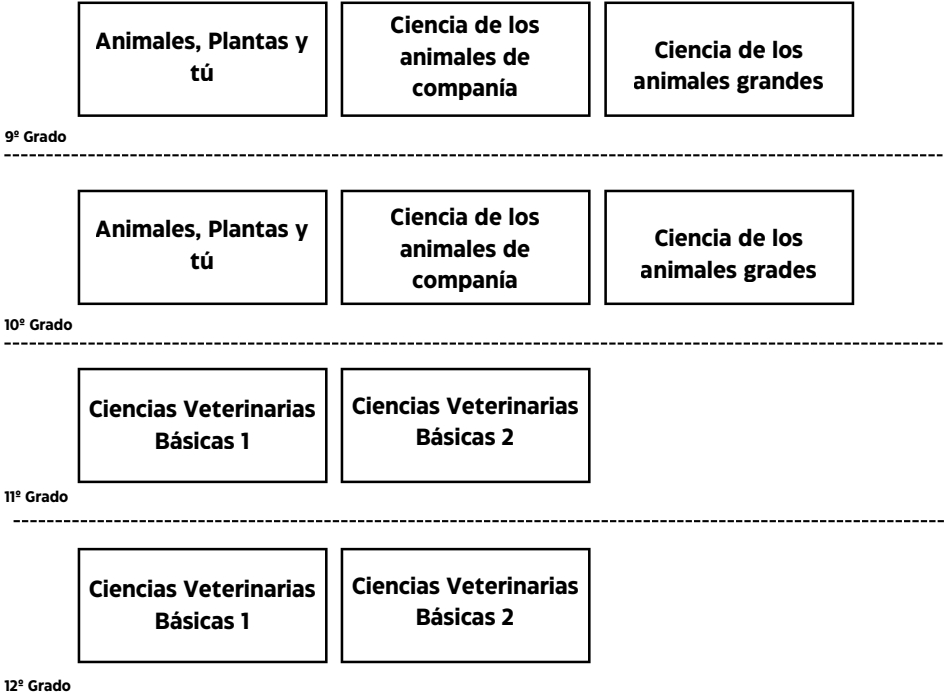 Animales, Plantas y
tú
Ciencia de los
animales de
companía
Ciencia de los
animales grandes
9º Grado
Animales, Plantas y
tú
Ciencia de los
animales de
companía
Ciencia de los
animales grades
10º Grado
Ciencias Veterinarias
Básicas 1
Ciencias Veterinarias
Básicas 2
11º Grado
Ciencias Veterinarias
Básicas 1
Ciencias Veterinarias
Básicas 2
12º Grado